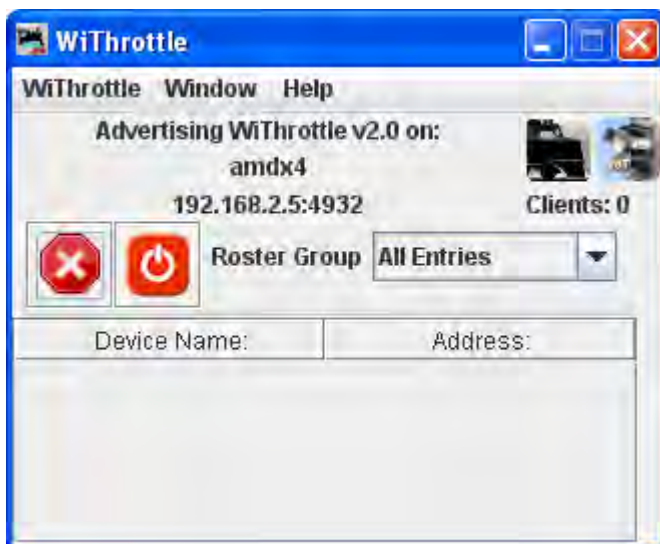 WiThrottle
WiThrottle Window Help
Advertising WiThrottle v2.0 on:
amdx4
192.168.2.5:4932 Clients: 0
Roster Group All Entries
Device Name: Address: